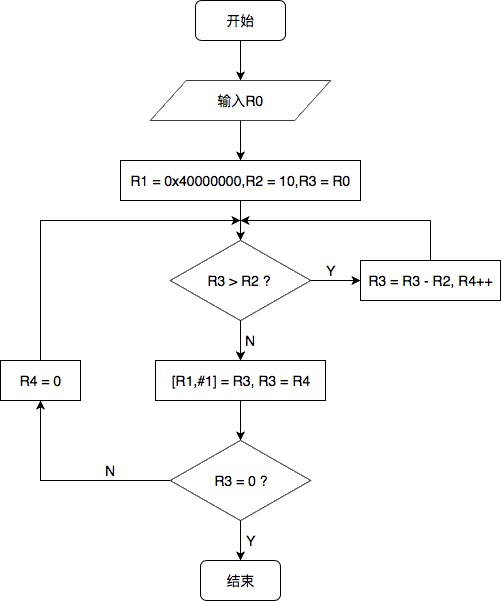 开始
输入R0
R1 = 0x40000000,R2 = 10,R3 = R0
R3 > R2 ?
Y
R3 = R3 - R2, R4++
N
R4 = 0
[R1,#1] = R3, R3 = R4
N
R3 = 0 ?
Y
结束